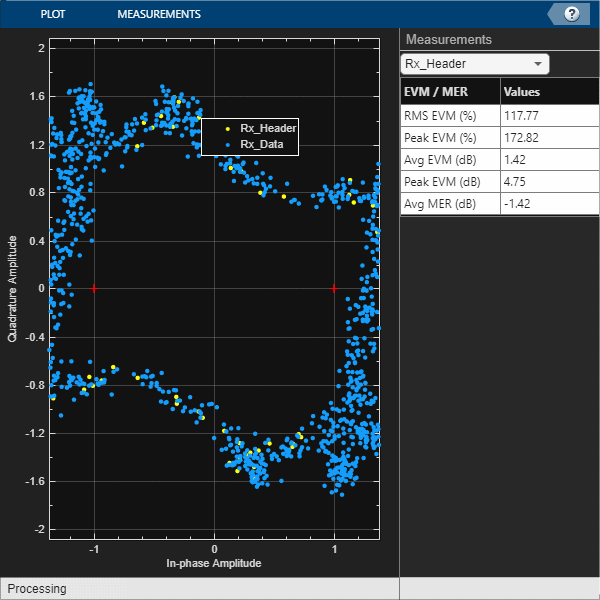 PLOT MEASUREMENTS ?
Measurements
Rx_Header
EVM / MER Values
RMS EVM (%) 117.77
Peak EVM (%) 172.82
Avg EVM (dB) 1.42
Peak EVM (dB) 4.75
Avg MER (dB) -1.42
2
1.6
1.2
0.8
0.4
0
-0.4
-0.8
-1.2
-1.6
-2
Quadrature Amplitude
Rx_Header
Rx_Data
-1 0 1
In-phase Amplitude
Processing